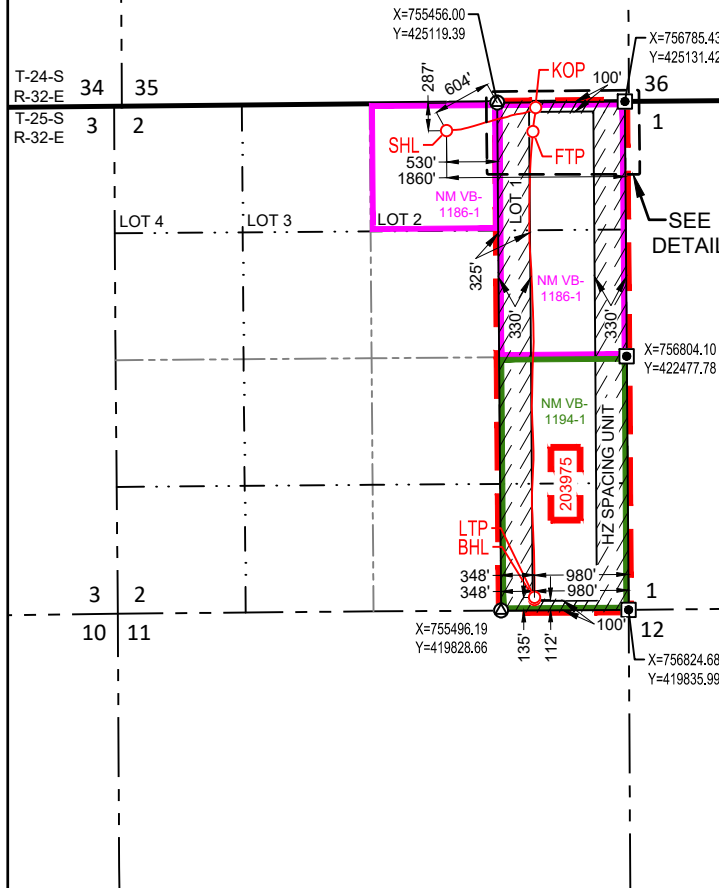 X=755456.00
Y=425119.39
X=756785.43
Y=425131.42
T-24-S
R-32-E
34
35
36
T-25-S
R-32-E
3
2
1
287'
604'
KOP
100'
SHL
FTP
530'
1860'
NM VB-
1186-1
LOT 1
SEE
DETAIL
LOT 4
LOT 3
LOT 2
325'
NM VB-
1186-1
330'
330'
X=756804.10
Y=422477.78
NM VB-
1194-1
HZ SPACING UNIT
203975
LTP
BHL
348'
980'
348'
980'
3
2
1
10
11
12
X=755496.19
Y=419828.66
135'
112'
100'
X=756824.68
Y=419835.99